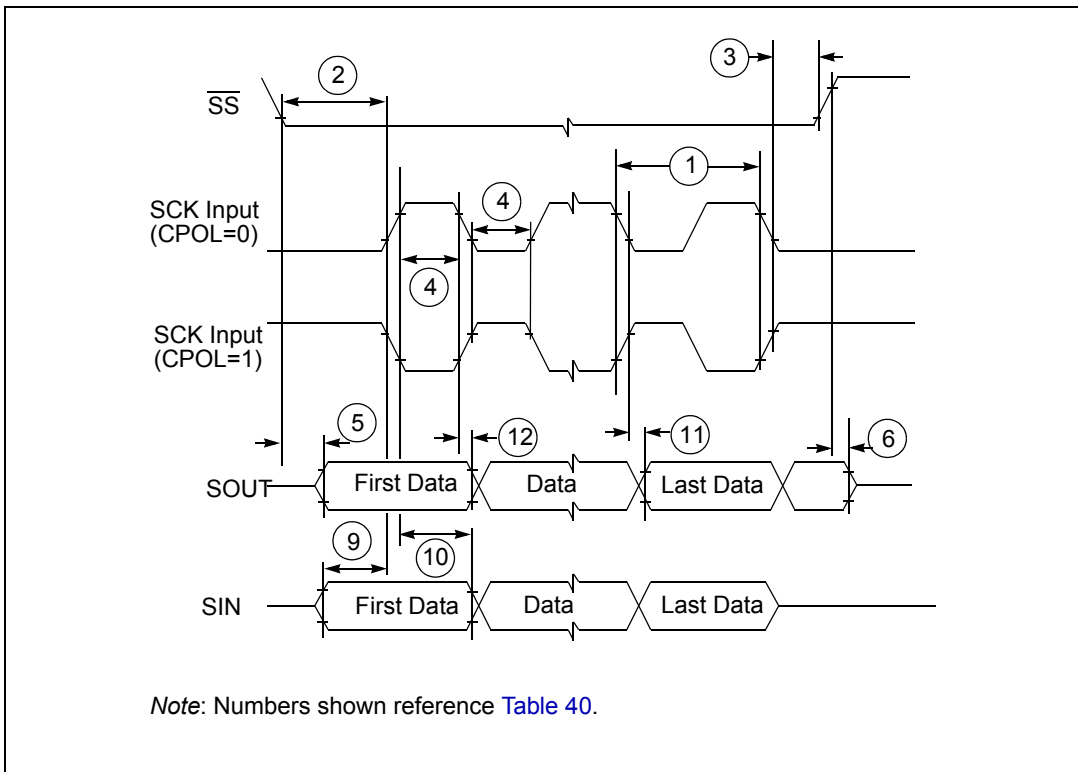 3
2
SS
1
SCK Input
(CPOL=0)
4
4
SCK Input
(CPOL=1)
5
12
11
6
SOUT
First Data
Data
Last Data
9
10
SIN
First Data
Data
Last Data
Note: Numbers shown reference Table 40.